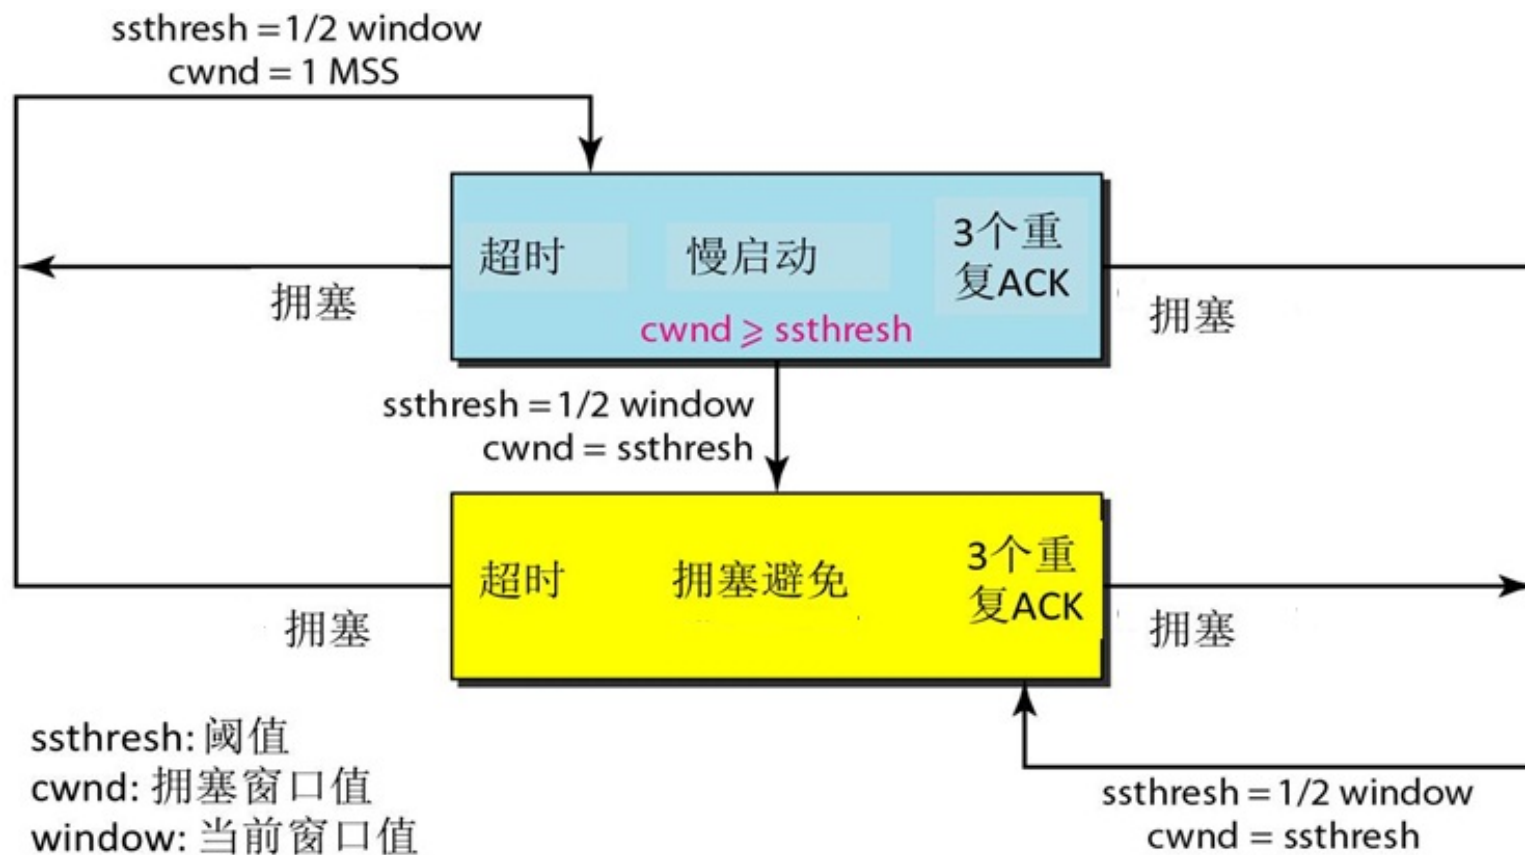 ssthresh = 1/2 window
cwnd = 1 MSS
超时
慢启动
3个重
复ACK
拥塞
拥塞
cwnd ⩾ ssthresh
ssthresh = 1/2 window
cwnd = ssthresh
超时
拥塞避免
3个重
复ACK
拥塞
拥塞
ssthresh: 阈值
cwnd: 拥塞窗口值
window: 当前窗口值
ssthresh = 1/2 window
cwnd = ssthresh